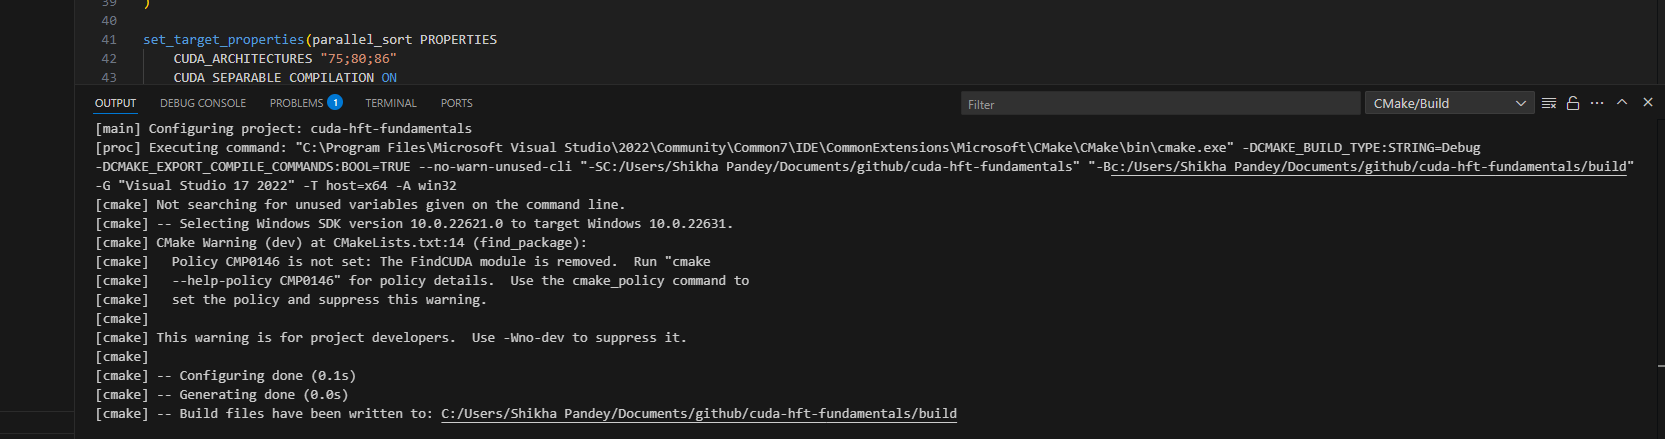 39 )
40
41 set_target_properties(parallel_sort PROPERTIES
42 CUDA_ARCHITECTURES "75;80;86"
43 CUDA_SEPARABLE_COMPILATION ON
OUTPUT DEBUG CONSOLE PROBLEMS 1 TERMINAL PORTS Filter CMake/Build
[main] Configuring project: cuda-hft-fundamentals
[proc] Executing command: "C:\Program Files\Microsoft Visual Studio\2022\Community\Common7\IDE\CommonExtensions\Microsoft\CMake\CMake\bin\cmake.exe" -DCMAKE_BUILD_TYPE:STRING=Debug
-DCMAKE_EXPORT_COMPILE_COMMANDS:BOOL=TRUE --no-warn-unused-cli "-SC:/Users/Shikha Pandey/Documents/github/cuda-hft-fundamentals" "-Bc:/Users/Shikha Pandey/Documents/github/cuda-hft-fundamentals/build"
-G "Visual Studio 17 2022" -T host=x64 -A win32
[cmake] Not searching for unused variables given on the command line.
[cmake] -- Selecting Windows SDK version 10.0.22621.0 to target Windows 10.0.22631.
[cmake] CMake Warning (dev) at CMakeLists.txt:14 (find_package):
[cmake]   Policy CMP0146 is not set: The FindCUDA module is removed.  Run "cmake
[cmake]   --help-policy CMP0146" for policy details.  Use the cmake_policy command to
[cmake]   set the policy and suppress this warning.
[cmake]
[cmake] This warning is for project developers.  Use -Wno-dev to suppress it.
[cmake]
[cmake] -- Configuring done (0.1s)
[cmake] -- Generating done (0.0s)
[cmake] -- Build files have been written to: C:/Users/Shikha Pandey/Documents/github/cuda-hft-fundamentals/build